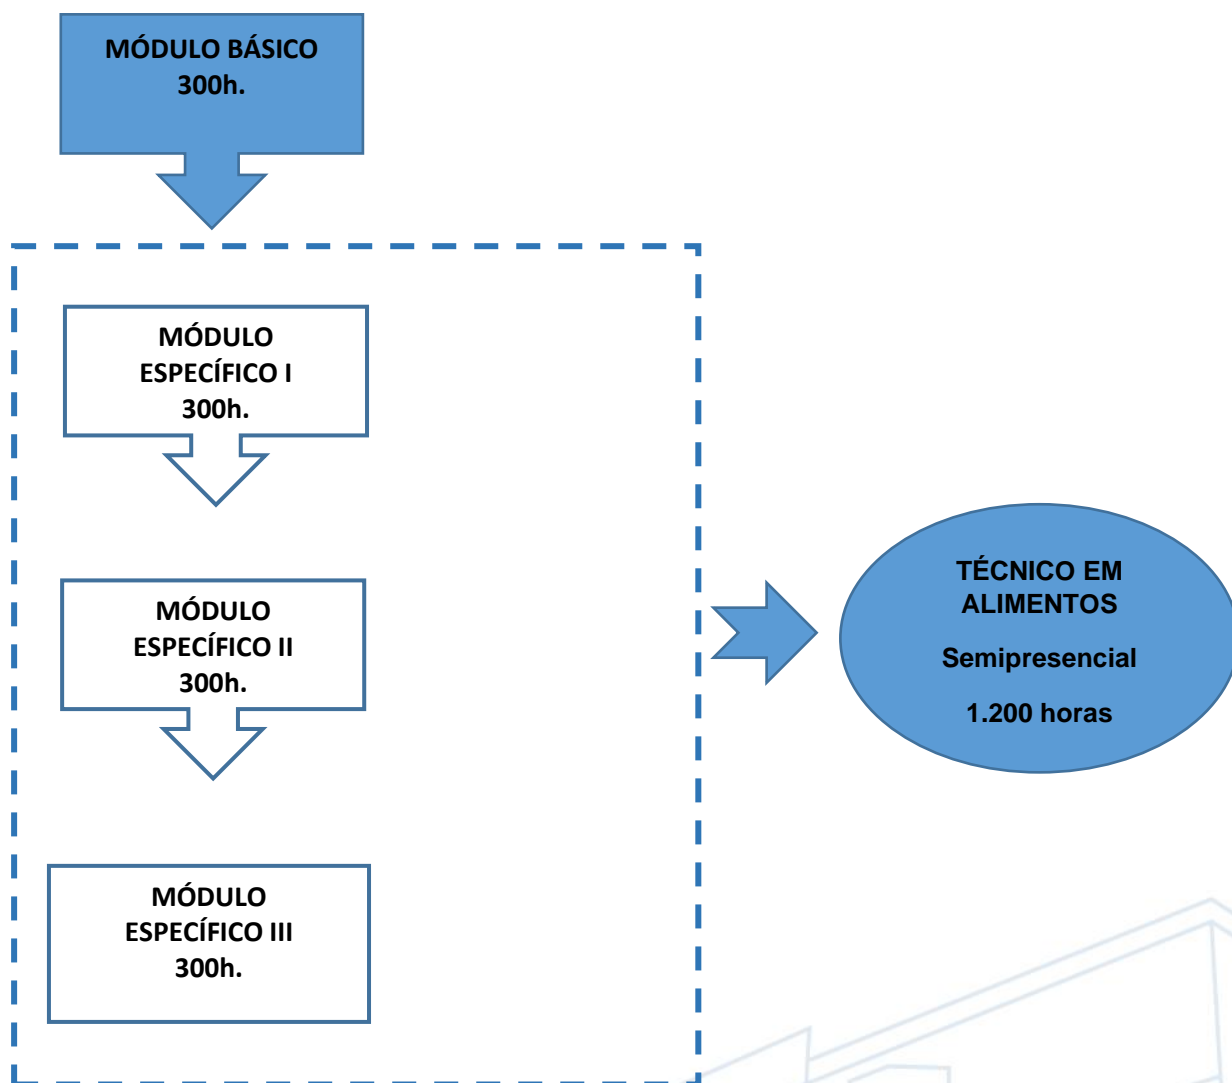 MÓDULO BÁSICO
300h.
MÓDULO
ESPECÍFICO I
300h.
MÓDULO
ESPECÍFICO II
300h.
MÓDULO
ESPECÍFICO III
300h.
TÉCNICO EM
ALIMENTOS
Semipresencial
1.200 horas